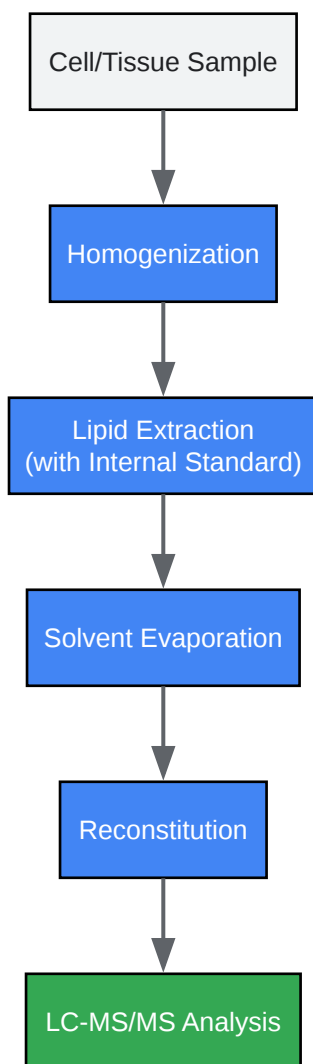 Cell/Tissue Sample
Homogenization
Lipid Extraction
(with Internal Standard)
Solvent Evaporation
Reconstitution
LC-MS/MS Analysis